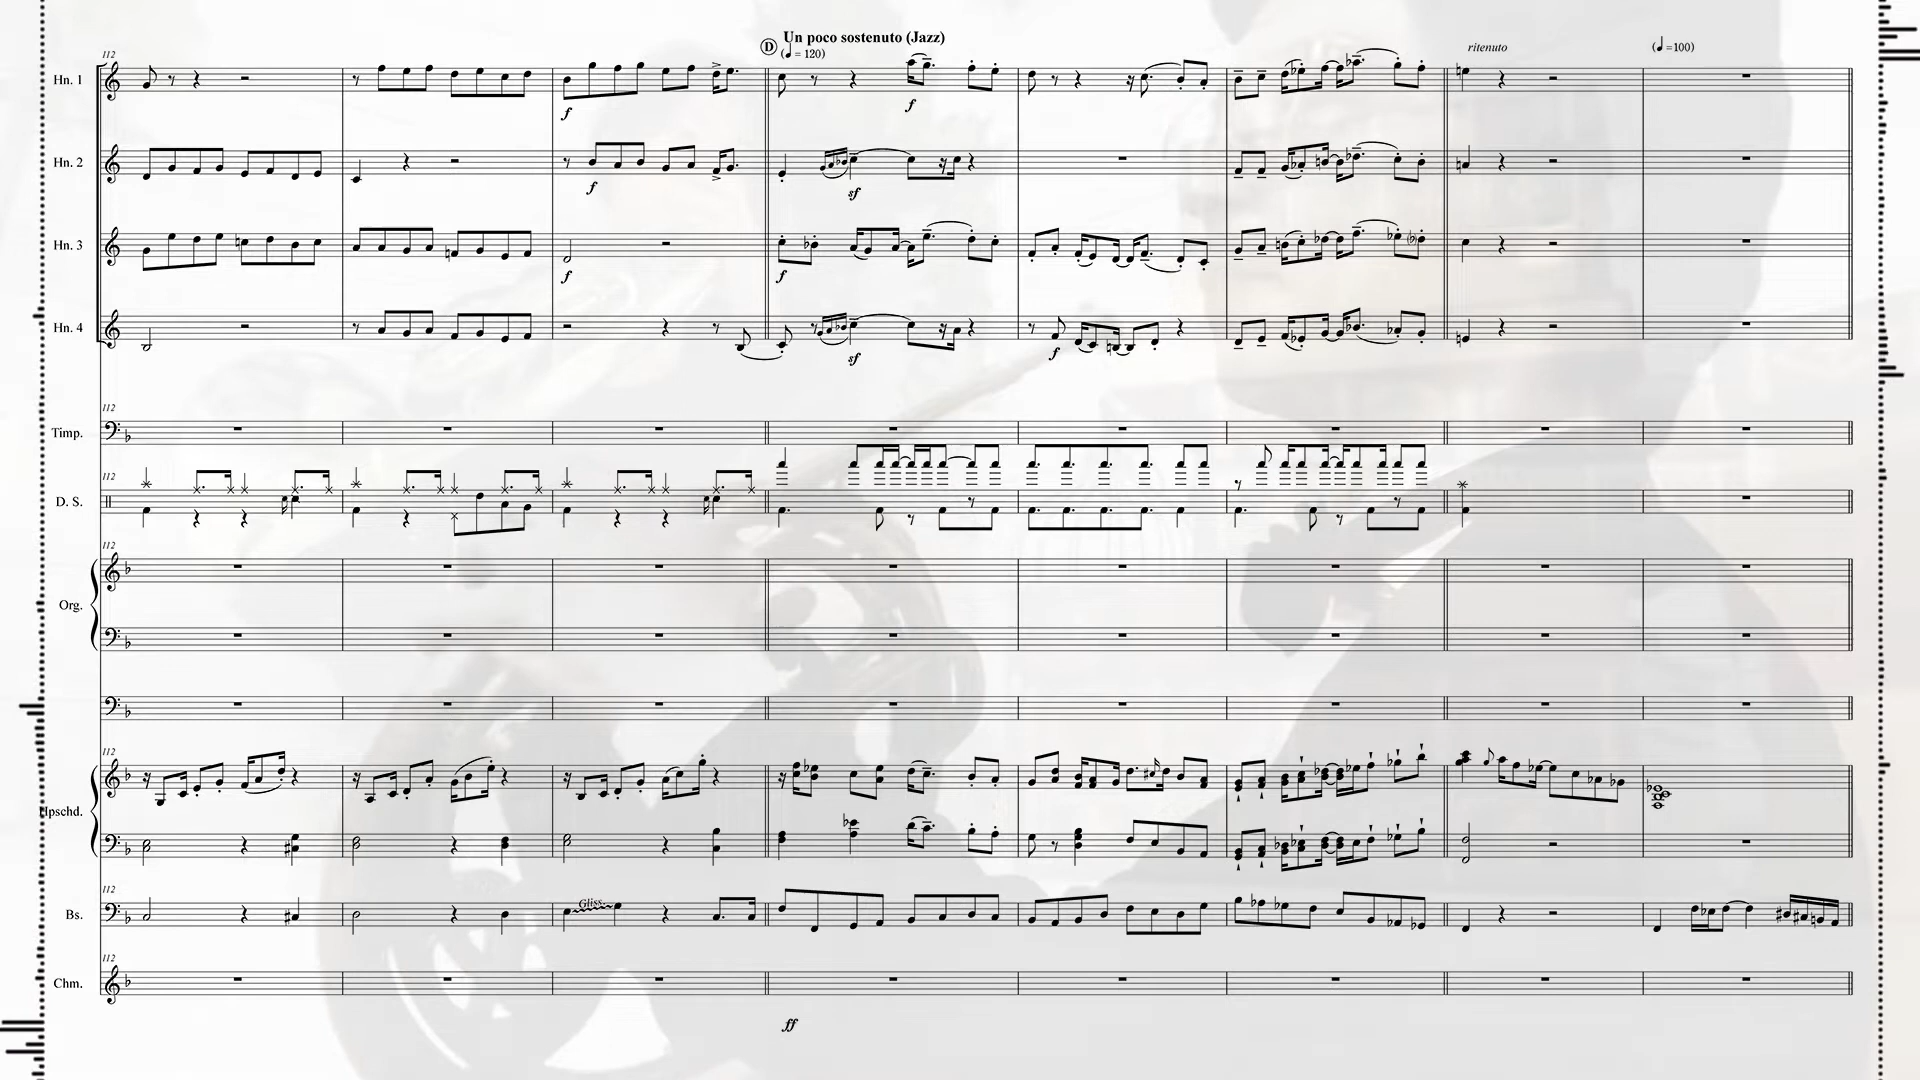 Un poco sostenuto (Jazz)
ritenuto
112
D
(♩ = 120)
(♩ =100)
Hn. 1
f
f
Hn. 2
f
sf
Hn. 3
f
f
Hn. 4
sf
f
112
Timp.
112
D. S.
112
Org.
112
Hpschd.
112
Gliss.
Bs.
112
Chm.
ff